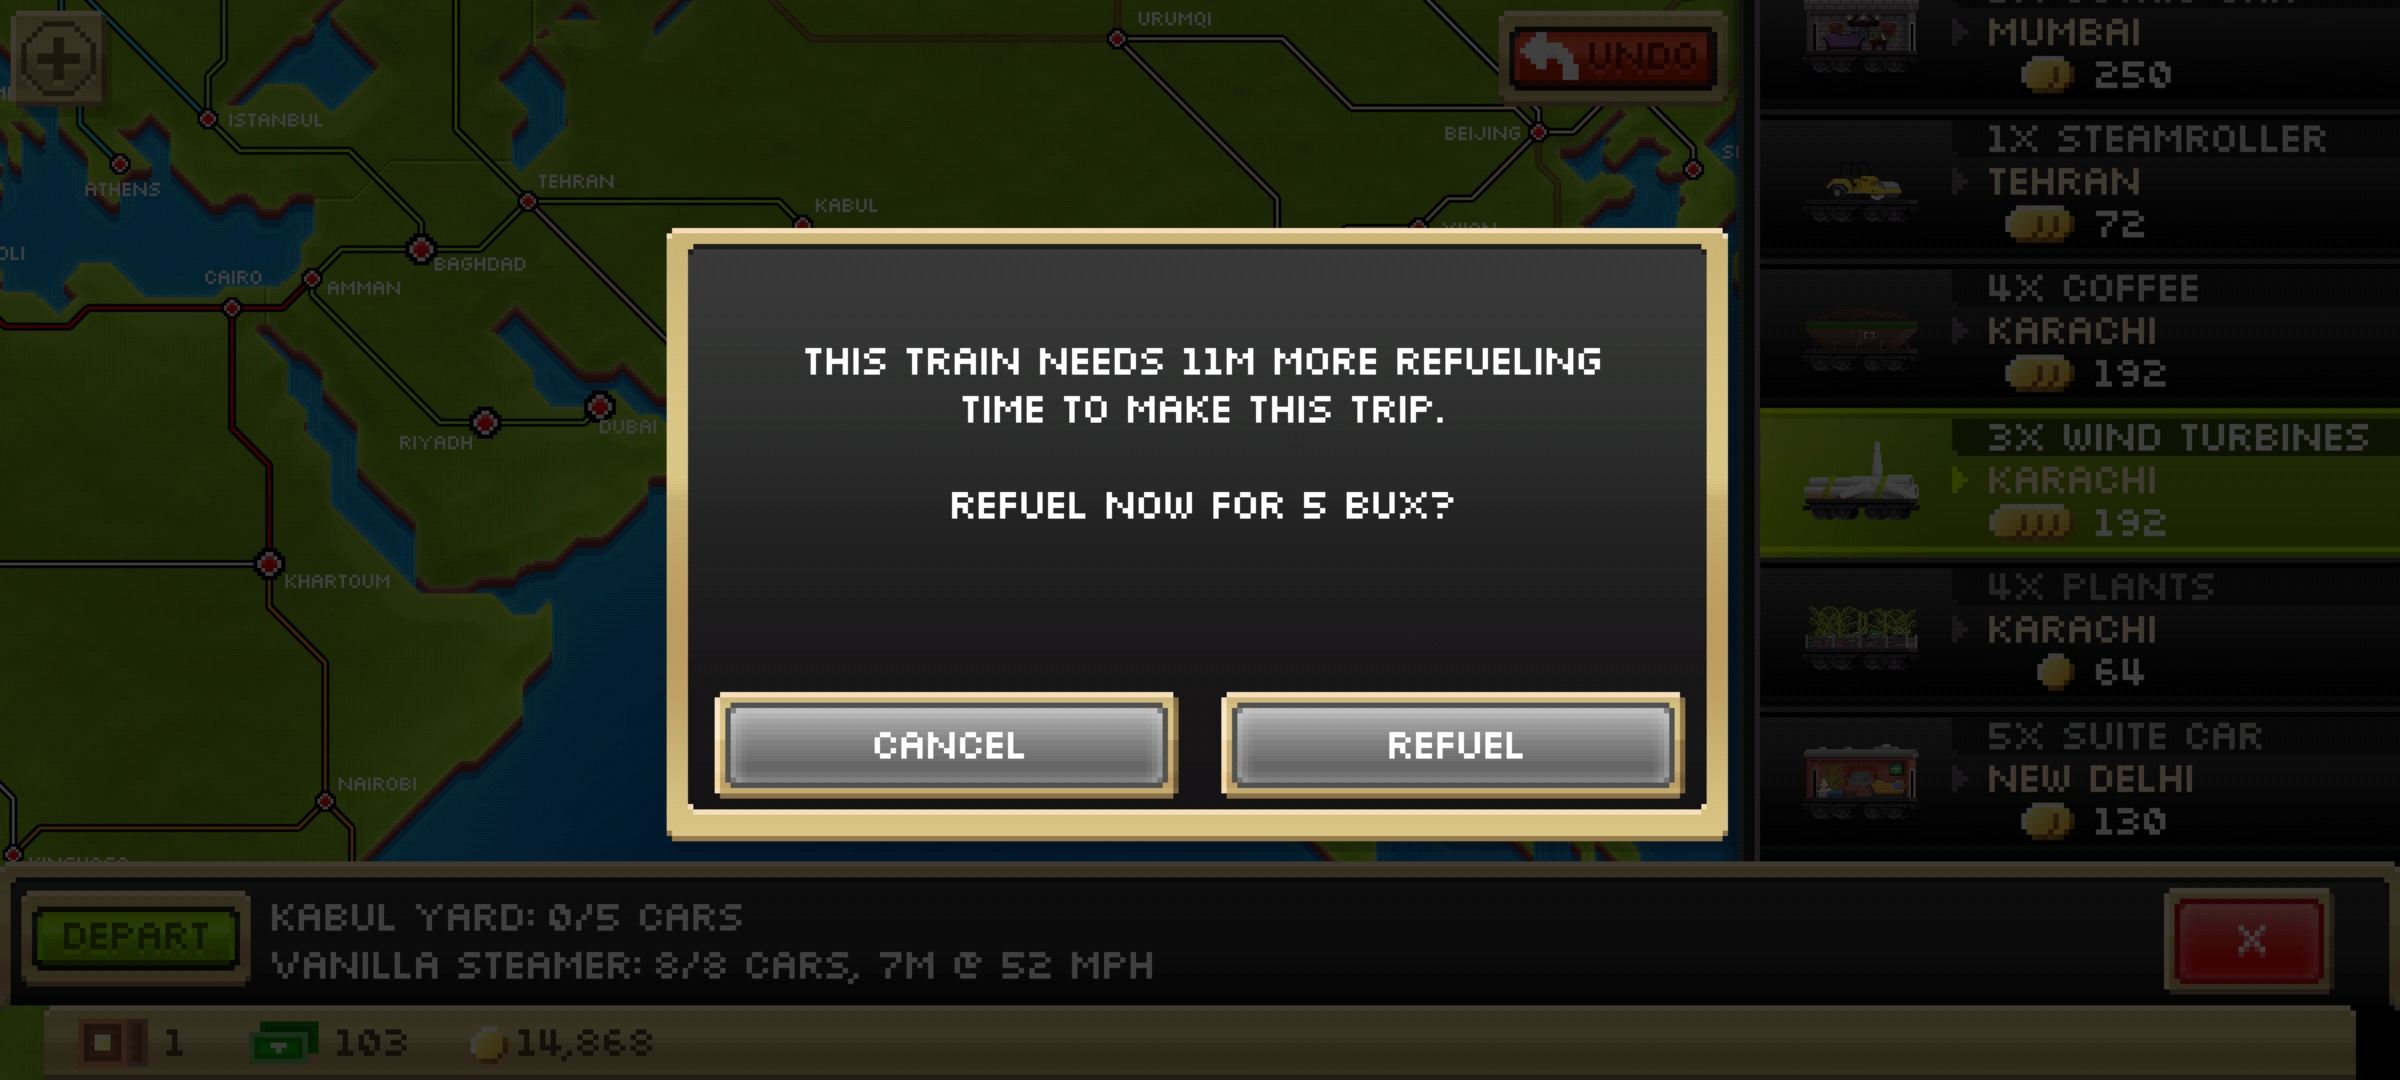 URUMQI
UNDO
MUMBAI
250
ISTANBUL
BEIJING
1X STEAMROLLER
TEHRAN
72
ATHENS
TEHRAN
KABUL
CAIRO
BAGHDAD
AMMAN
4X COFFEE
KARACHI
192
THIS TRAIN NEEDS 11M MORE REFUELING
TIME TO MAKE THIS TRIP.
REFUEL NOW FOR 5 BUX?
RIYADH
DUBAI
3X WIND TURBINES
KARACHI
192
KHARTOUM
4X PLANTS
KARACHI
64
NAIROBI
CANCEL
REFUEL
5X SUITE CAR
NEW DELHI
130
DEPART
KABUL YARD: 0/5 CARS
VANILLA STEAMER: 8/8 CARS, 7M @ 52 MPH
X
1
103
14,868